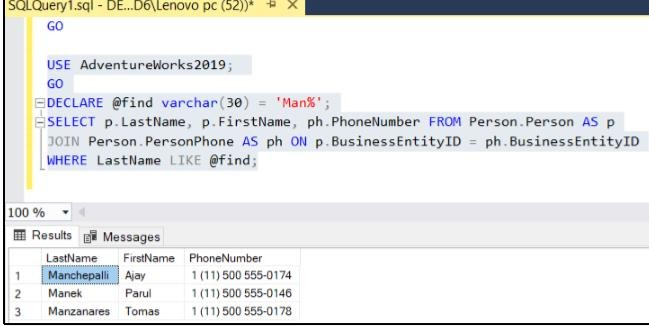 SQLQuery1.sql - DE...D6\Lenovo pc (52))*
GO
USE AdventureWorks2019;
GO
DECLARE @find varchar(30) = 'Man%';
SELECT p.LastName, p.FirstName, ph.PhoneNumber FROM Person.Person AS p
JOIN Person.PersonPhone AS ph ON p.BusinessEntityID = ph.BusinessEntityID
WHERE LastName LIKE @find;
100 %
Results Messages
LastName FirstName PhoneNumber
1 Manchepalli Ajay 1 (11) 500 555-0174
2 Manek Parul 1 (11) 500 555-0146
3 Manzanares Tomas 1 (11) 500 555-0178